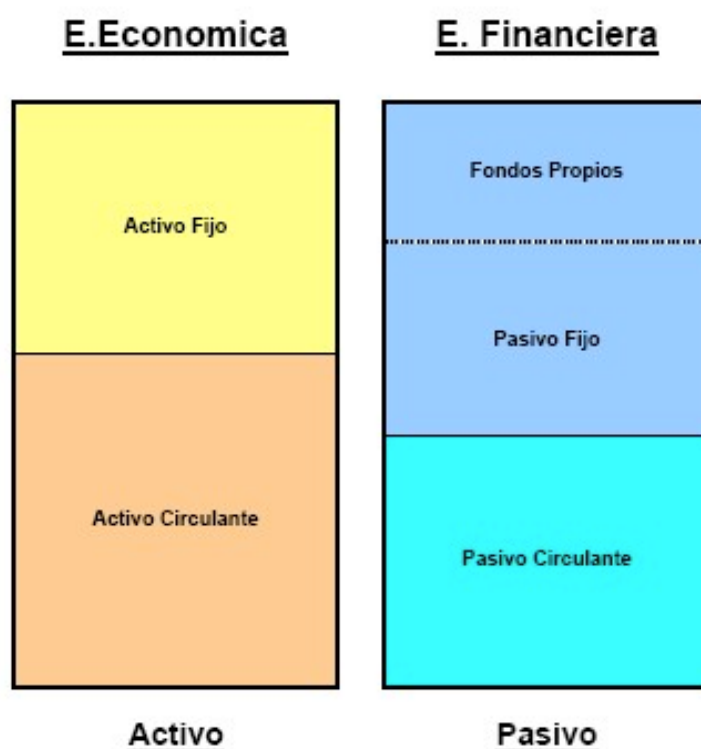 E.Economica
E. Financiera
Activo Fijo
Activo Circulante
Fondos Propios
Pasivo Fijo
Pasivo Circulante
Activo
Pasivo